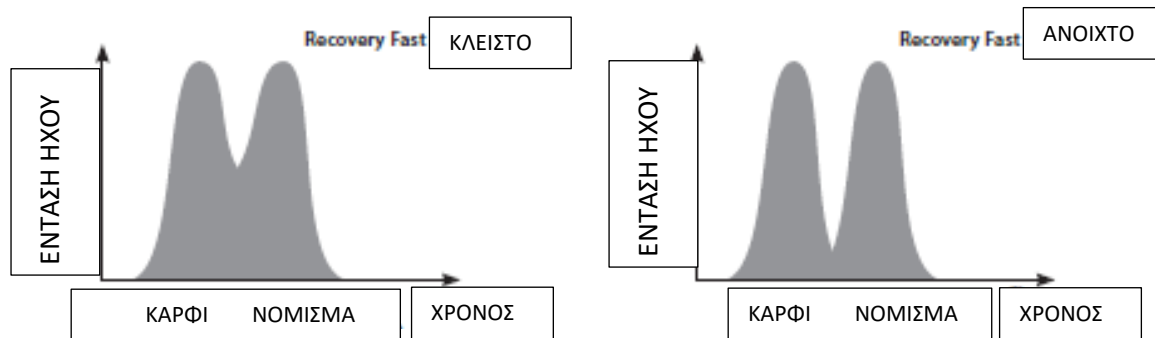 Recovery Fast ΚΛΕΙΣΤΟ
ΕΝΤΑΣΗ ΗΧΟΥ
ΚΑΡΦΙ ΝΟΜΙΣΜΑ ΧΡΟΝΟΣ
Recovery Fast ΑΝΟΙΧΤΟ
ΕΝΤΑΣΗ ΗΧΟΥ
ΚΑΡΦΙ ΝΟΜΙΣΜΑ ΧΡΟΝΟΣ